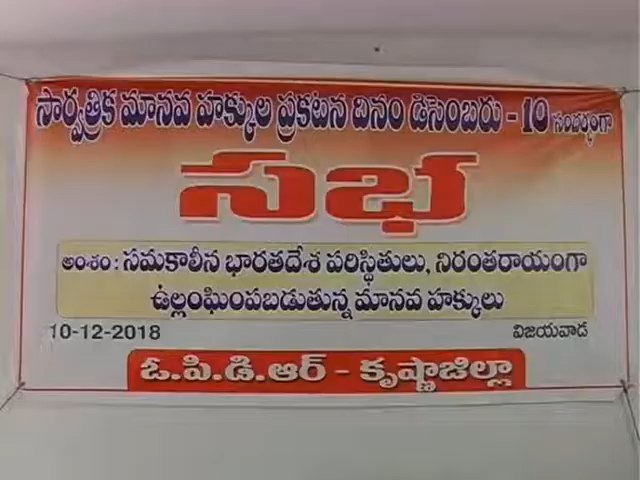 సార్వత్రిక మానవ హక్కుల ప్రకటన దినం డిసెంబరు - 10 సందర్భంగా
సభ
అంశం : సమకాలీన భారతదేశ పరిస్థితులు, నిరంతరాయంగా
ఉల్లంఘింపబడుతున్న మానవ హక్కులు
10-12-2018 విజయవాడ
ఓ.పి.డి.ఆర్ - కృష్ణాజిల్లా